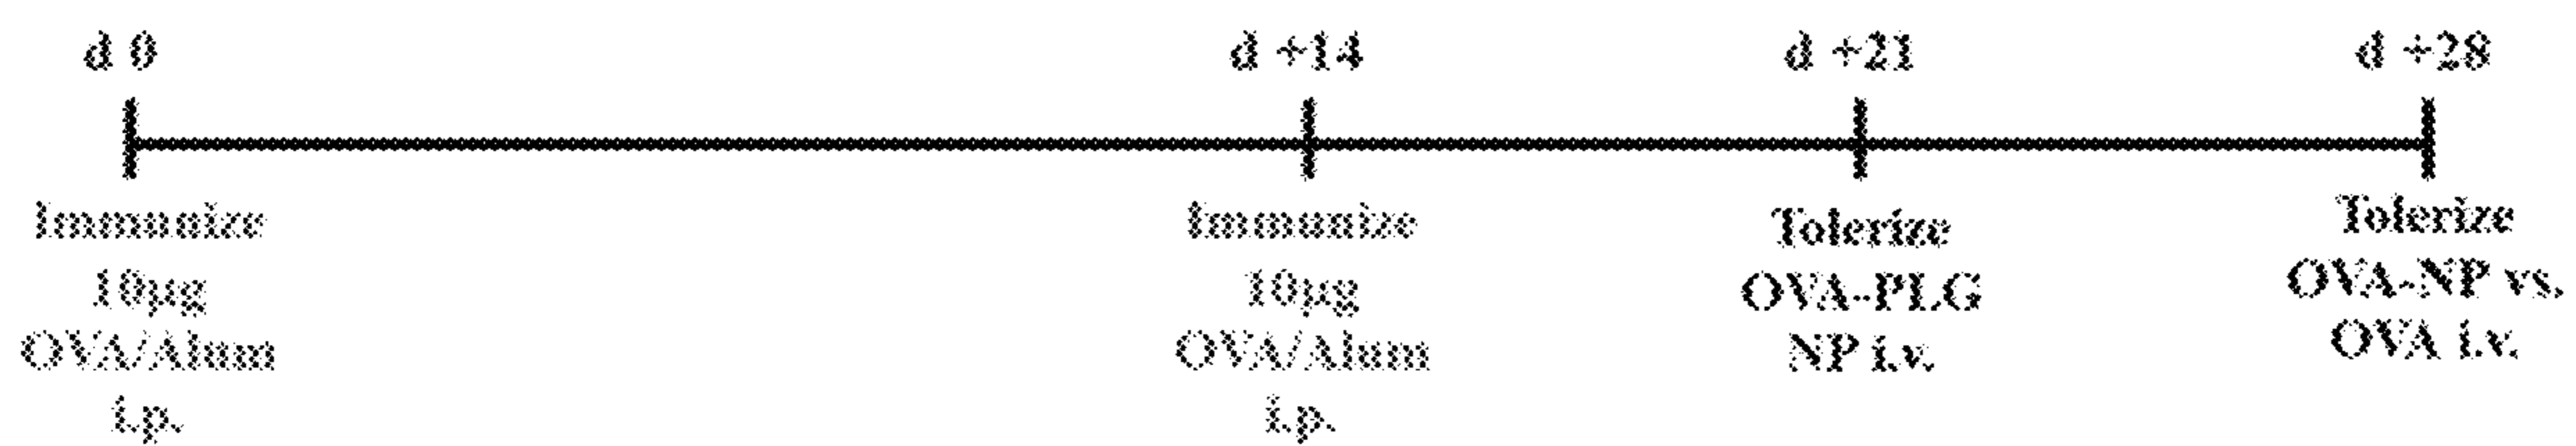 d 0
d +14
d +21
d +28
Immunize
10µg
OVA/Alum
i.p.
Immunize
10µg
OVA/Alum
i.p.
Tolerize
OVA-PLG
NP i.v.
Tolerize
OVA-NP vs.
OVA i.v.